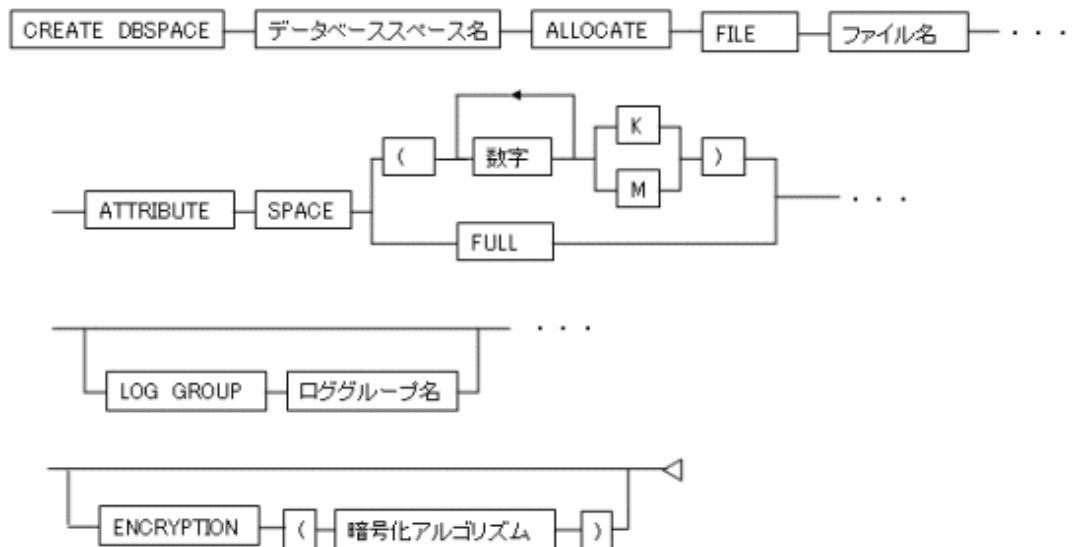 CREATE DBSPACE データベーススペース名 ALLOCATE FILE ファイル名 ・・・
ATTRIBUTE SPACE ( 数字 K M ) FULL ・・・
・・・
LOG GROUP ロググループ名
ENCRYPTION ( 暗号化アルゴリズム )